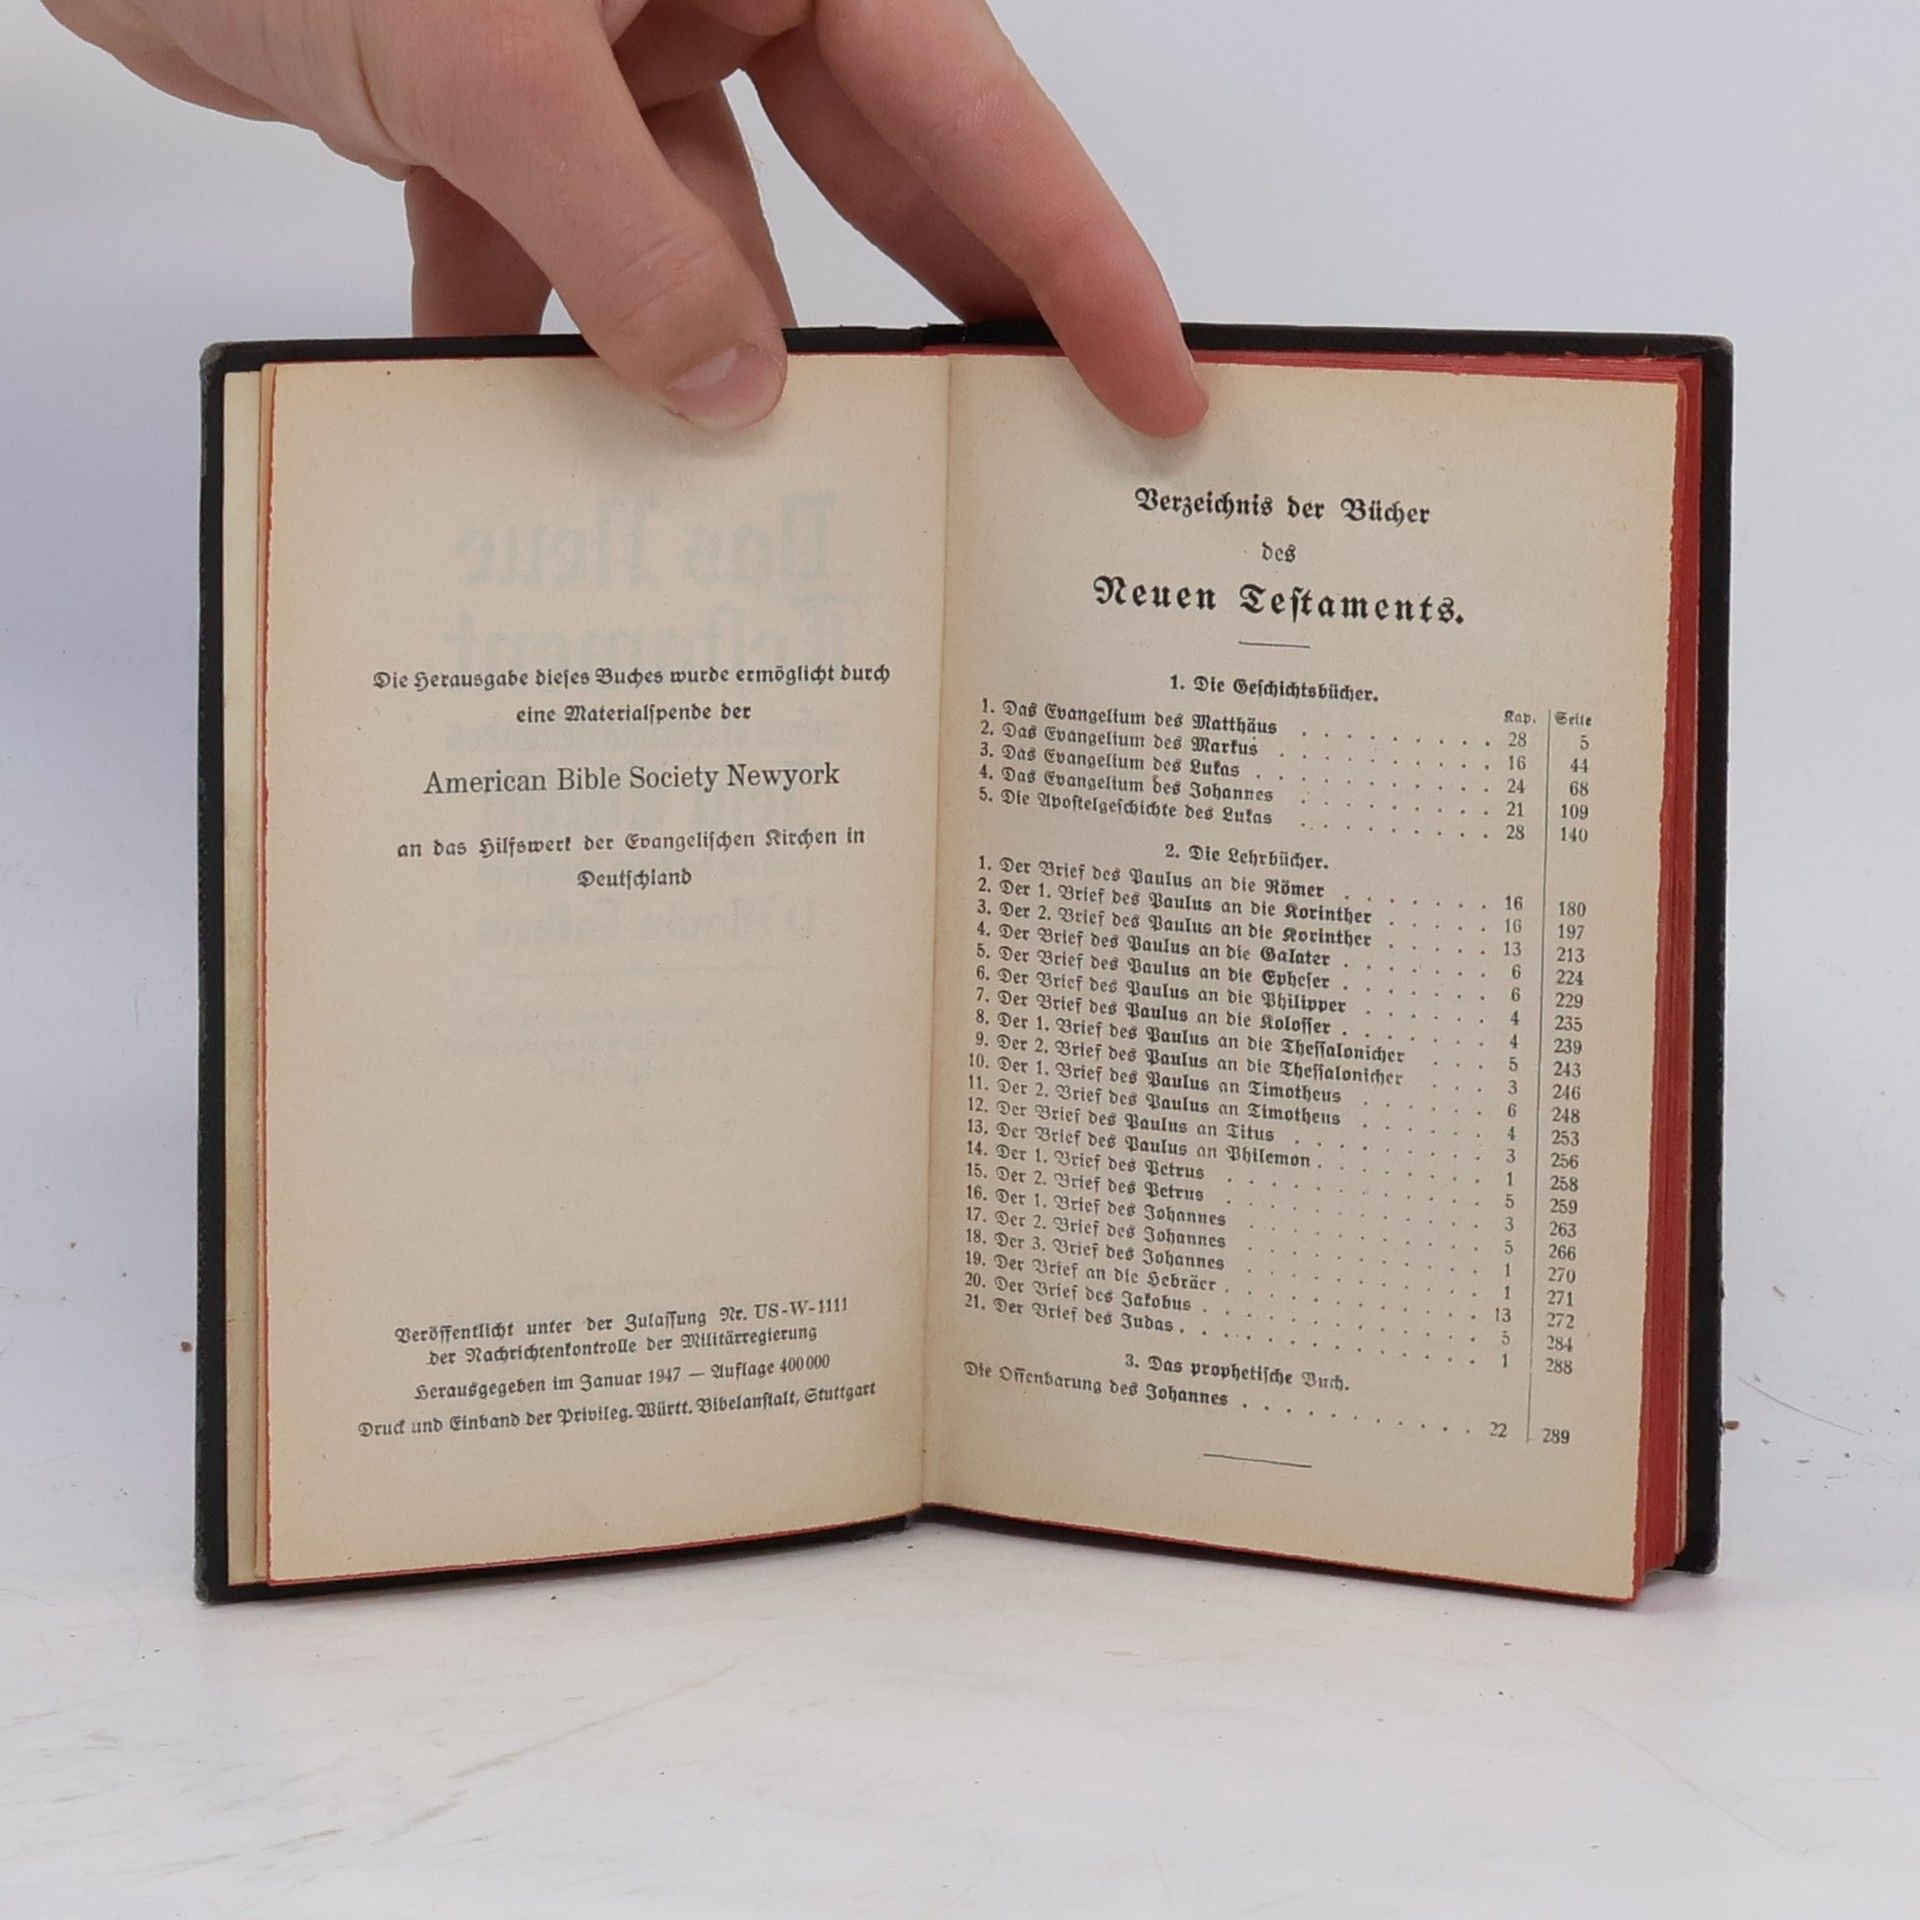 Die Herausgabe dieses Buches wurde ermöglicht durch
eine Materialspende der
American Bible Society Newyork
an das Hilfswerk der Evangelischen Kirchen in
Deutschland
Veröffentlicht unter der Zulassung Nr. US-W-1111
der Nachrichtenkontrolle der Militärregierung
Herausgegeben im Januar 1947 — Auflage 400 000
Druck und Einband der Privileg. Württ. Bibelanstalt, Stuttgart
Verzeichnis der Bücher
des
Neuen Testaments.
1. Die Geschichtsbücher.
Kap. Seite
1. Das Evangelium des Matthäus . . . . . . . . . 28 5
2. Das Evangelium des Markus . . . . . . . . . 16 44
3. Das Evangelium des Lukas . . . . . . . . . . 24 68
4. Das Evangelium des Johannes . . . . . . . . . 21 109
5. Die Apostelgeschichte des Lukas . . . . . . . . . 28 140
2. Die Lehrbücher.
1. Der Brief des Paulus an die Römer . . . . . . . 16 180
2. Der 1. Brief des Paulus an die Korinther . . . . . 16 197
3. Der 2. Brief des Paulus an die Korinther . . . . . 13 213
4. Der Brief des Paulus an die Galater . . . . . . . 6 224
5. Der Brief des Paulus an die Epheser . . . . . . . 6 229
6. Der Brief des Paulus an die Philipper . . . . . . 4 235
7. Der Brief des Paulus an die Kolosser . . . . . . . 4 239
8. Der 1. Brief des Paulus an die Thessalonicher . . . 5 243
9. Der 2. Brief des Paulus an die Thessalonicher . . . 3 246
10. Der 1. Brief des Paulus an Timotheus . . . . . . 6 248
11. Der 2. Brief des Paulus an Timotheus . . . . . . 4 253
12. Der Brief des Paulus an Titus . . . . . . . . 3 256
13. Der Brief des Paulus an Philemon . . . . . . . 1 258
14. Der 1. Brief des Petrus . . . . . . . . . . 5 259
15. Der 2. Brief des Petrus . . . . . . . . . . 3 263
16. Der 1. Brief des Johannes . . . . . . . . . 5 266
17. Der 2. Brief des Johannes . . . . . . . . . 1 270
18. Der 3. Brief des Johannes . . . . . . . . . 1 271
19. Der Brief an die Hebräer . . . . . . . . . . 13 272
20. Der Brief des Jakobus . . . . . . . . . . . 5 284
21. Der Brief des Judas . . . . . . . . . . . . 1 288
3. Das prophetische Buch.
Die Offenbarung des Johannes . . . . . . . . . . 22 289